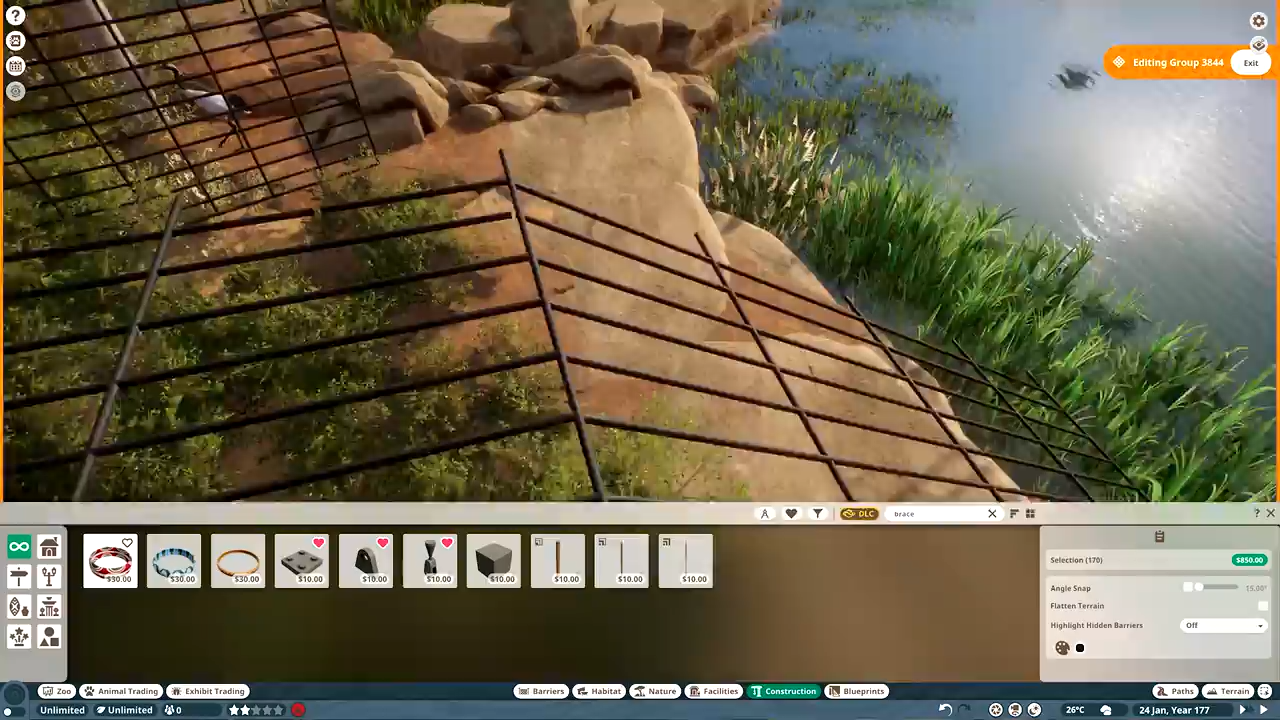 ?
Editing Group 3844
Exit
DLC
brace
?
$30.00
$30.00
$30.00
$10.00
$10.00
$10.00
$10.00
$10.00
$10.00
$10.00
Selection (170)
$850.00
Angle Snap
15.00°
Flatten Terrain
Highlight Hidden Barriers
Off
Zoo
Animal Trading
Exhibit Trading
Barriers
Habitat
Nature
Facilities
Construction
Blueprints
Paths
Terrain
Unlimited
Unlimited
0
26°C
24 Jan, Year 177